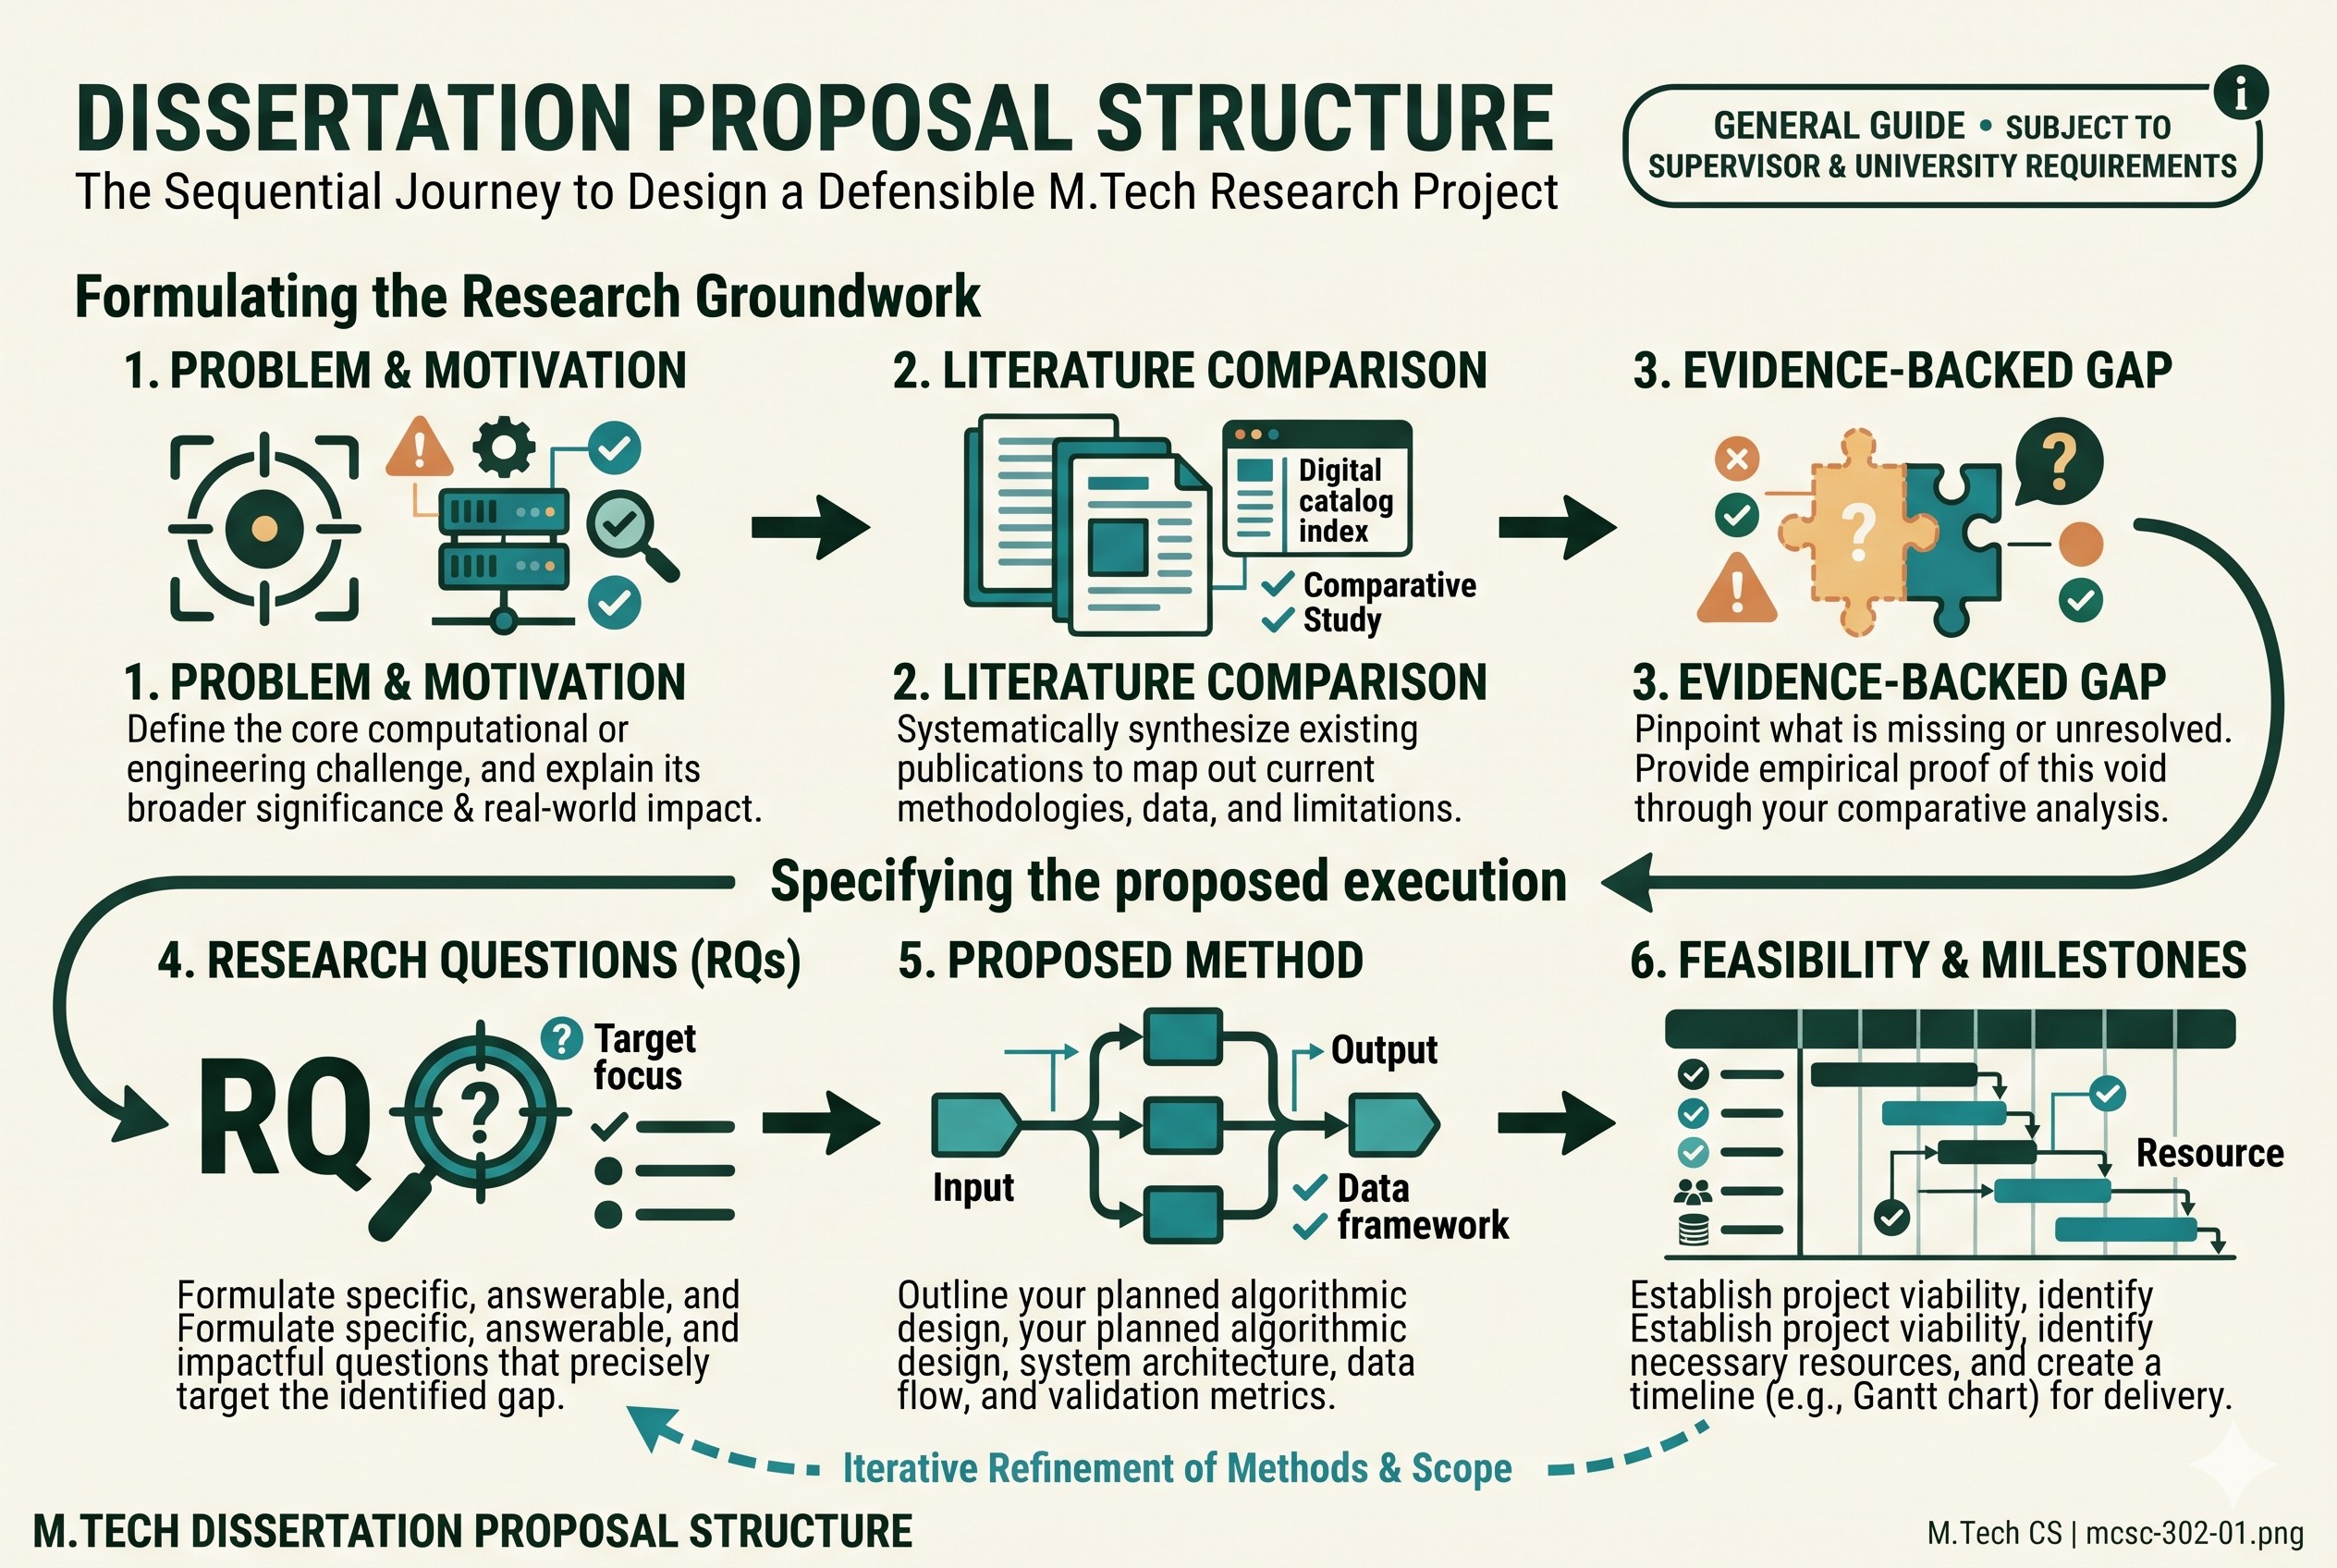 DISSERTATION PROPOSAL STRUCTURE
The Sequential Journey to Design a Defensible M.Tech Research Project
i
GENERAL GUIDE • SUBJECT TO
SUPERVISOR & UNIVERSITY REQUIREMENTS
Formulating the Research Groundwork
1. PROBLEM & MOTIVATION
!
1. PROBLEM & MOTIVATION
Define the core computational or
engineering challenge, and explain its
broader significance & real-world impact.
2. LITERATURE COMPARISON
Digital
catalog
index
Comparative
Study
2. LITERATURE COMPARISON
Systematically synthesize existing
publications to map out current
methodologies, data, and limitations.
3. EVIDENCE-BACKED GAP
?
?
!
3. EVIDENCE-BACKED GAP
Pinpoint what is missing or unresolved.
Provide empirical proof of this void
through your comparative analysis.
Specifying the proposed execution
4. RESEARCH QUESTIONS (RQs)
RQ
?
?
Target
focus
Formulate specific, answerable, and
Formulate specific, answerable, and
impactful questions that precisely
target the identified gap.
5. PROPOSED METHOD
Input
Output
Data
framework
Outline your planned algorithmic
design, your planned algorithmic
design, system architecture, data
flow, and validation metrics.
6. FEASIBILITY & MILESTONES
Resource
Establish project viability, identify
Establish project viability, identify
necessary resources, and create a
timeline (e.g., Gantt chart) for delivery.
Iterative Refinement of Methods & Scope
M.TECH DISSERTATION PROPOSAL STRUCTURE
M.Tech CS | mcsc-302-01.png